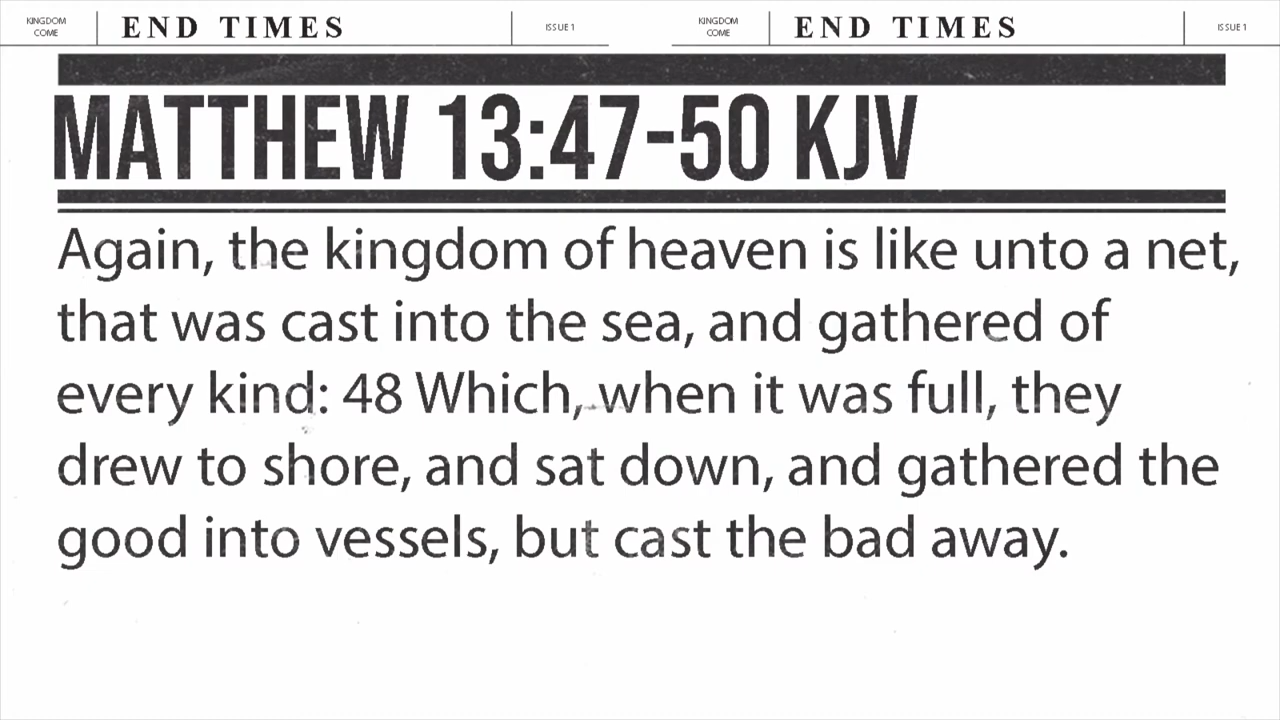 KINGDOM
COME
END TIMES
ISSUE 1
KINGDOM
COME
END TIMES
ISSUE 1
MATTHEW 13:47-50 KJV
Again, the kingdom of heaven is like unto a net,
that was cast into the sea, and gathered of
every kind: 48 Which, when it was full, they
drew to shore, and sat down, and gathered the
good into vessels, but cast the bad away.